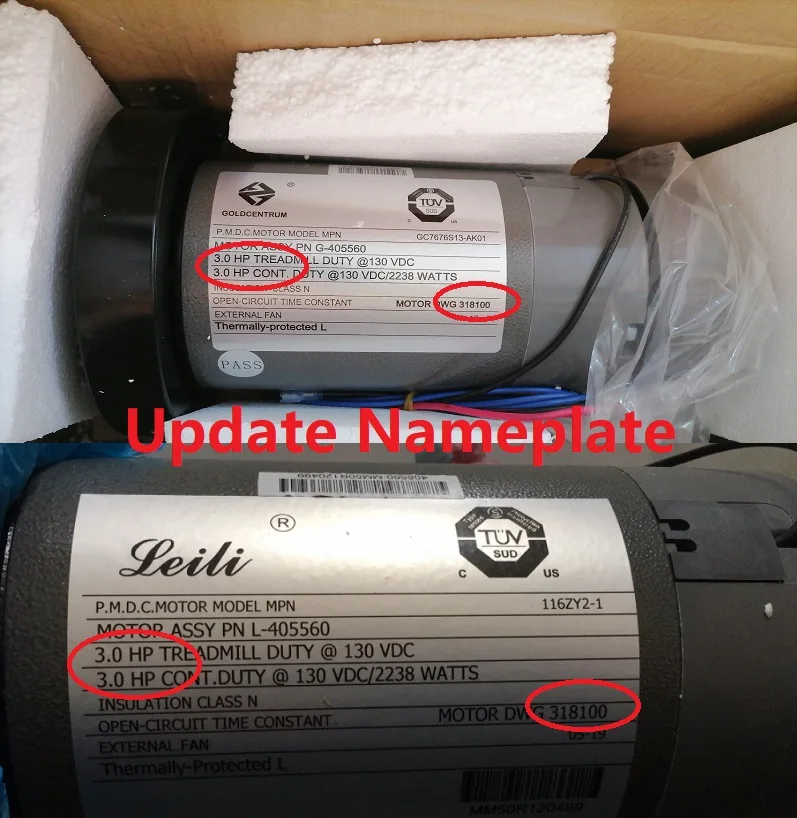 ®
GOLDCENTRUM
TÜV
SUD
C US
P.M.D.C.MOTOR MODEL MPN GC7676S13-AK01
MOTOR ASSY PN G-405560
3.0 HP TREADMILL DUTY @130 VDC
3.0 HP CONT. DUTY @130 VDC/2238 WATTS
INSULATION CLASS N
OPEN-CIRCUIT TIME CONSTANT MOTOR DWG 318100
EXTERNAL FAN
Thermally-protected L
PASS
Update Nameplate
405560-MM50R120499
®
Leili
TÜV
SUD
C US
P.M.D.C.MOTOR MODEL MPN 116ZY2-1
MOTOR ASSY PN L-405560
3.0 HP TREADMILL DUTY @ 130 VDC
3.0 HP CONT.DUTY @ 130 VDC/2238 WATTS
INSULATION CLASS N
OPEN-CIRCUIT TIME CONSTANT MOTOR DWG 318100
EXTERNAL FAN 05-19
Thermally-Protected L
MM50R120499